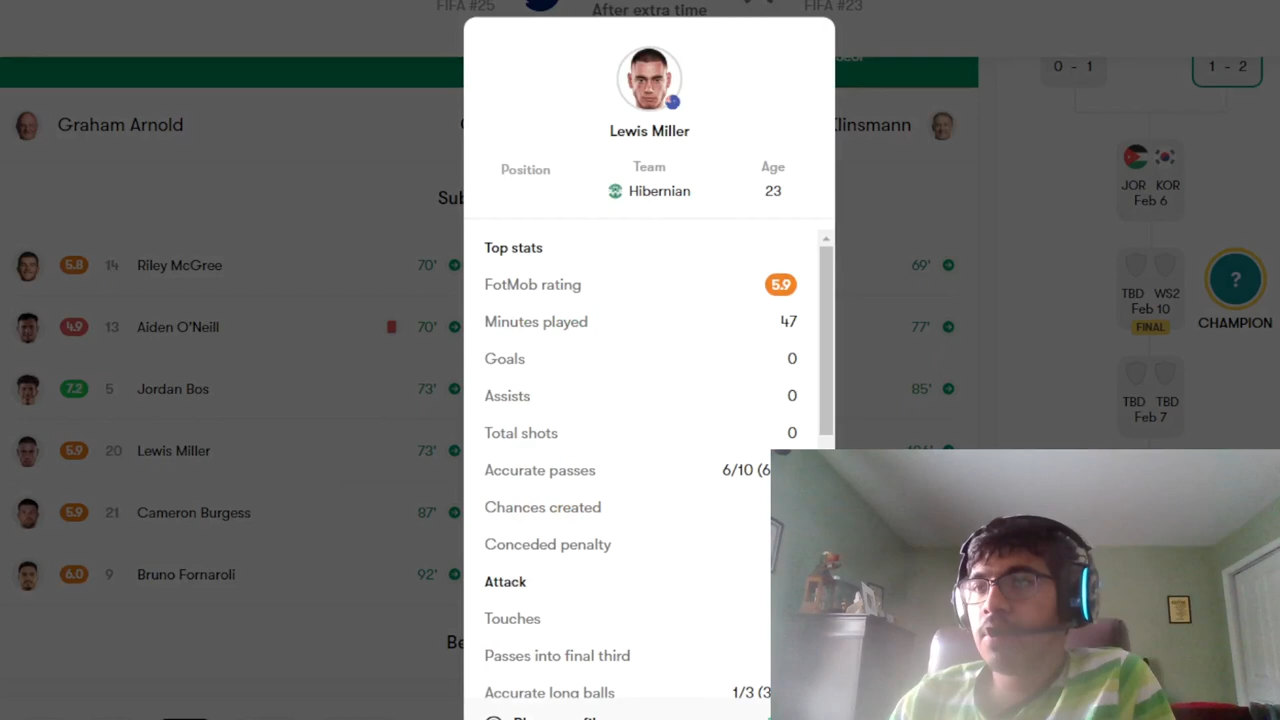 FIFA #25
After extra time
FIFA #23
0 - 1
1 - 2
Graham Arnold
Klinsmann
Lewis Miller
Position
Team
Age
Hibernian
23
JOR KOR
Feb 6
Top stats
FotMob rating 5.9
Minutes played 47
Goals 0
Assists 0
Total shots 0
Accurate passes 6/10 (6
Chances created
Conceded penalty
Attack
Touches
Passes into final third
Accurate long balls 1/3 (3
5.8 14 Riley McGree 70'
4.9 13 Aiden O'Neill 70'
7.2 5 Jordan Bos 73'
5.9 20 Lewis Miller 73'
5.9 21 Cameron Burgess 87'
6.0 9 Bruno Fornaroli 92'
69'
77'
85'
TBD WS2
Feb 10
FINAL
?
CHAMPION
TBD TBD
Feb 7